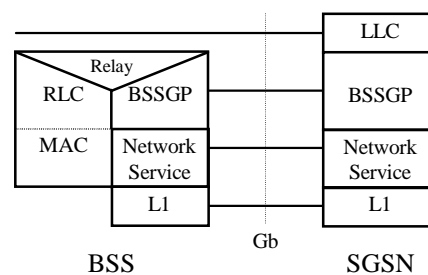 LLC
Relay
RLC
BSSGP
BSSGP
MAC
Network
Service
Network
Service
L1
L1
Gb
BSS
SGSN